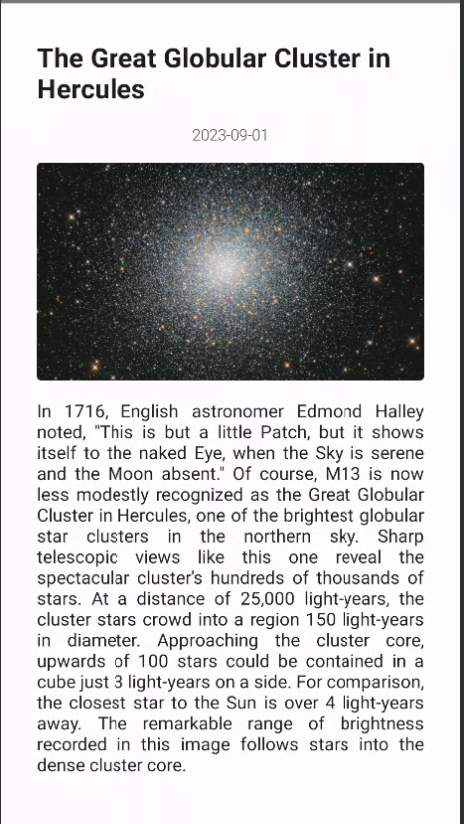 The Great Globular Cluster in
Hercules
2023-09-01
In 1716, English astronomer Edmond Halley
noted, "This is but a little Patch, but it shows
itself to the naked Eye, when the Sky is serene
and the Moon absent." Of course, M13 is now
less modestly recognized as the Great Globular
Cluster in Hercules, one of the brightest globular
star clusters in the northern sky. Sharp
telescopic views like this one reveal the
spectacular cluster's hundreds of thousands of
stars. At a distance of 25,000 light-years, the
cluster stars crowd into a region 150 light-years
in diameter. Approaching the cluster core,
upwards of 100 stars could be contained in a
cube just 3 light-years on a side. For comparison,
the closest star to the Sun is over 4 light-years
away. The remarkable range of brightness
recorded in this image follows stars into the
dense cluster core.